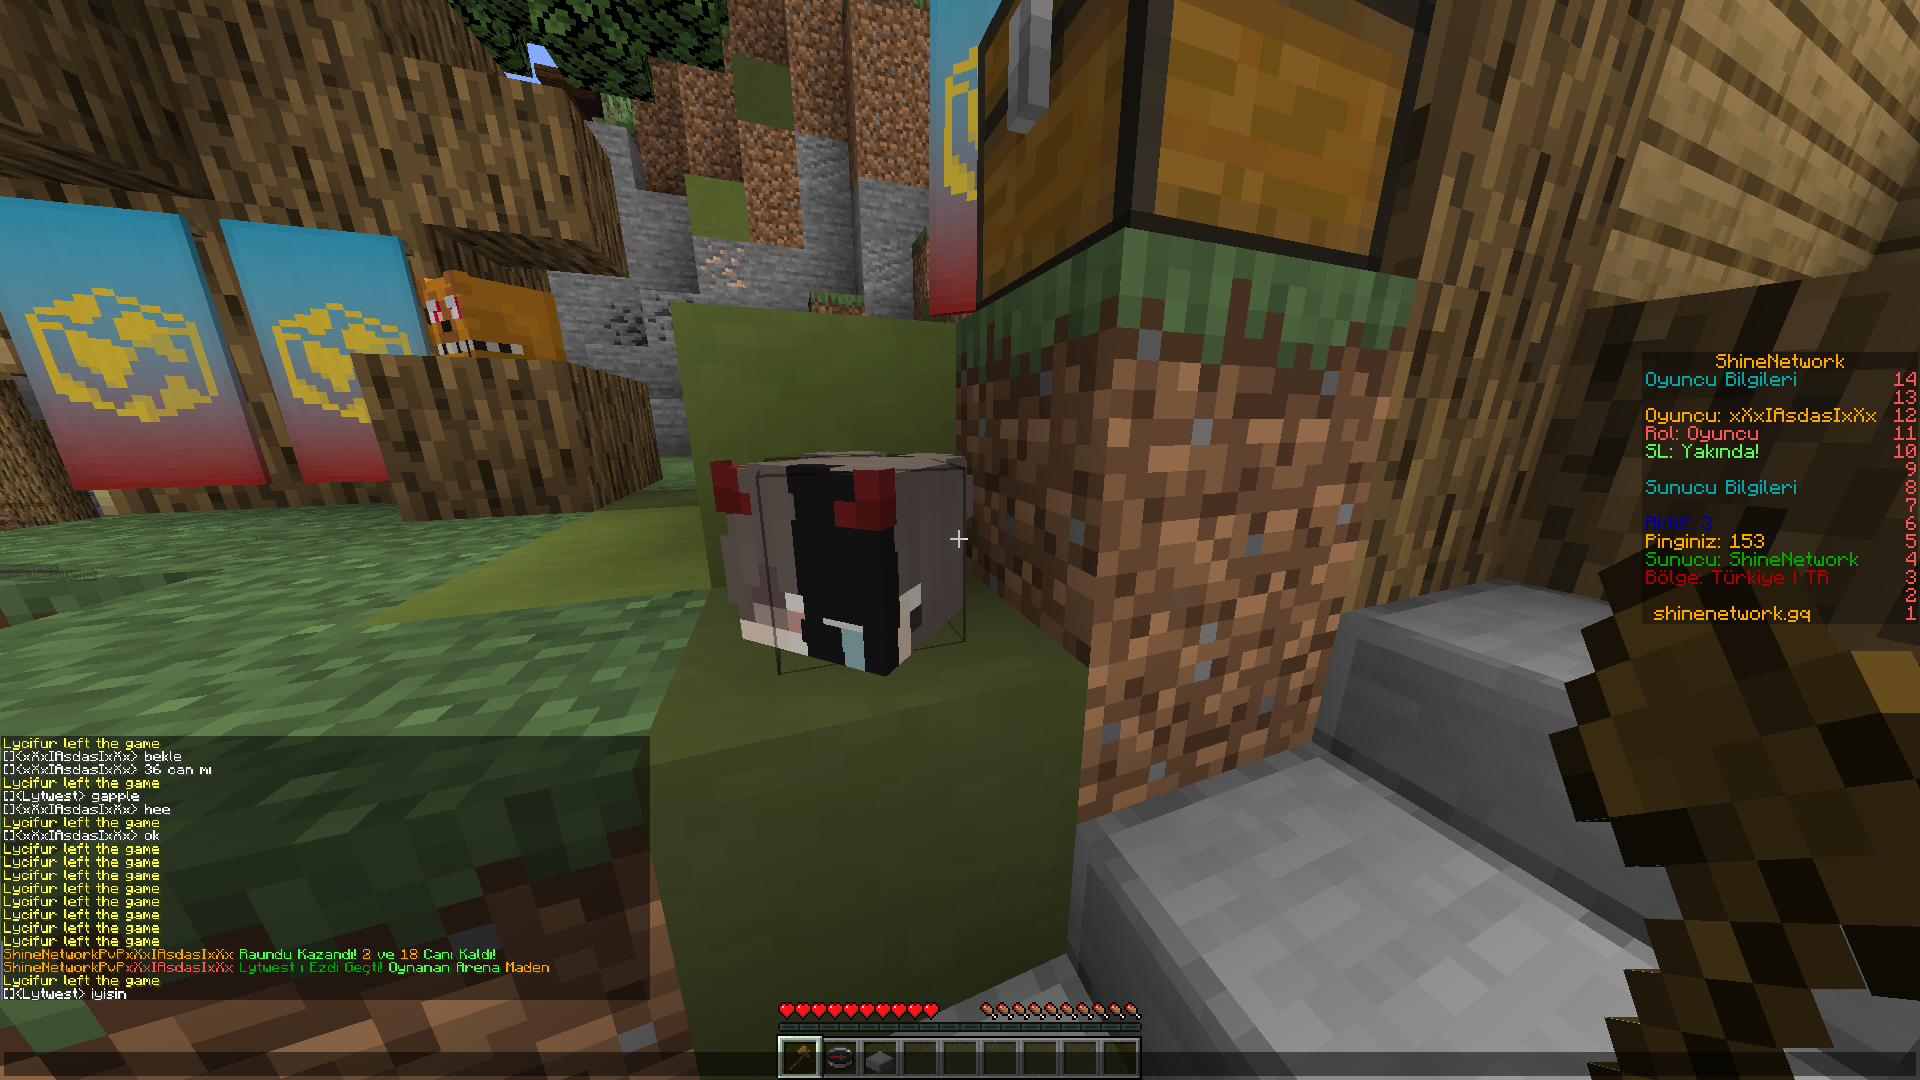 ShineNetwork
Oyuncu Bilgileri 14
13
Oyuncu: xXxIAsdasIxXx 12
Rol: Oyuncu 11
SL: Yakında! 10
9
Sunucu Bilgileri 8
7
Aktif: 3 6
Pinginiz: 153 5
Sunucu: ShineNetwork 4
Bölge: Türkiye | TR 3
2
shinenetwork.gq 1
Lycifur left the game
[]<xXxIAsdasIxXx> bekle
[]<xXxIAsdasIxXx> 36 can mı
Lycifur left the game
[]<Lytwest> gapple
[]<xXxIAsdasIxXx> hee
Lycifur left the game
[]<xXxIAsdasIxXx> ok
Lycifur left the game
Lycifur left the game
Lycifur left the game
Lycifur left the game
Lycifur left the game
Lycifur left the game
Lycifur left the game
Lycifur left the game
ShineNetworkPvPxXxIAsdasIxXx Raundu Kazandı! 2 ve 18 Canı Kaldı!
ShineNetworkPvPxXxIAsdasIxXx Lytwest ı Ezdi Geçti! Oynanan Arena Maden
Lycifur left the game
[]<Lytwest> iyisin